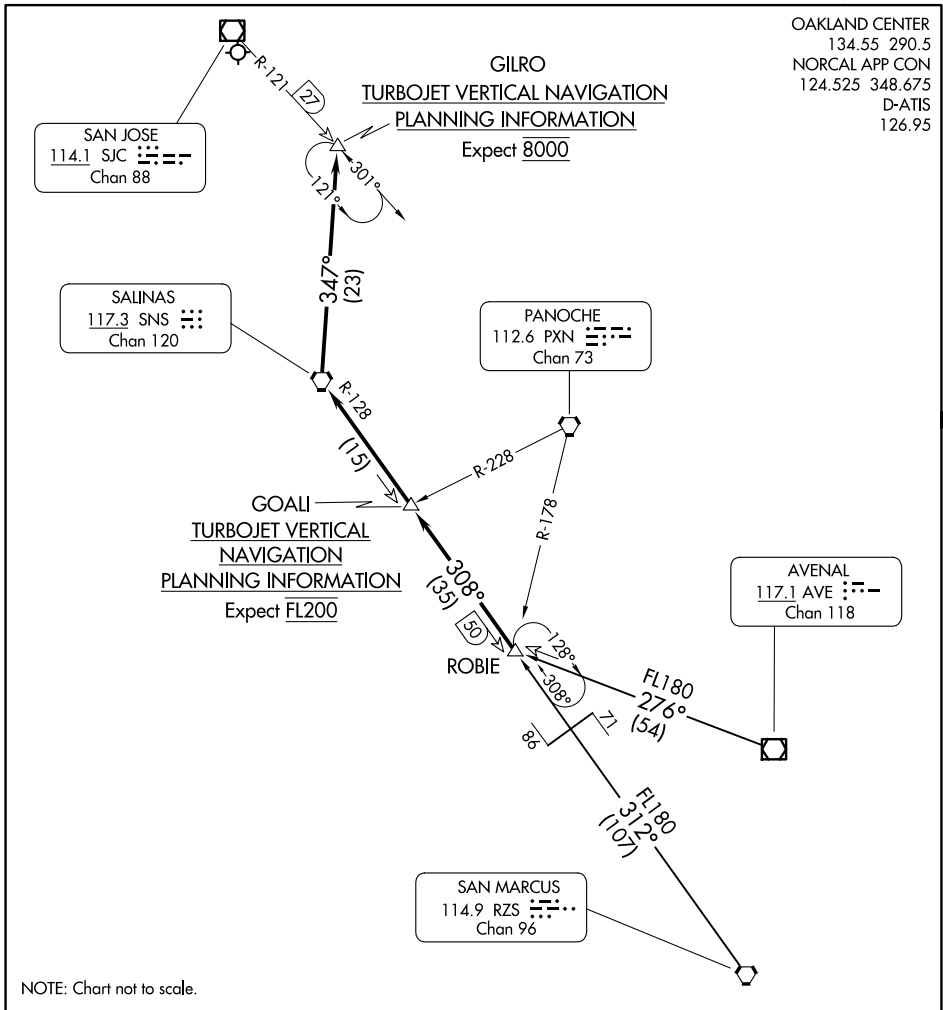 OAKLAND CENTER
134.55 290.5
NORCAL APP CON
124.525 348.675
D-ATIS
126.95
GILRO
TURBOJET VERTICAL NAVIGATION
PLANNING INFORMATION
Expect 8000
R-121
27
SAN JOSE
114.1 SJC
Chan 88
301°
121°
347°
(23)
SALINAS
117.3 SNS
Chan 120
PANOCHE
112.6 PXN
Chan 73
R-128
(15)
R-228
R-178
GOALI
TURBOJET VERTICAL
NAVIGATION
PLANNING INFORMATION
Expect FL200
308°
(35)
50
ROBIE
128°
308°
AVENAL
117.1 AVE
Chan 118
FL180
276°
(54)
71
86
FL180
312°
(107)
SAN MARCUS
114.9 RZS
Chan 96
NOTE: Chart not to scale.